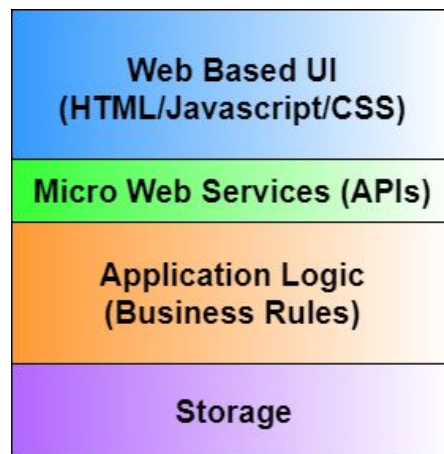 Web Based UI
(HTML/Javascript/CSS)
Micro Web Services (APIs)
Application Logic
(Business Rules)
Storage